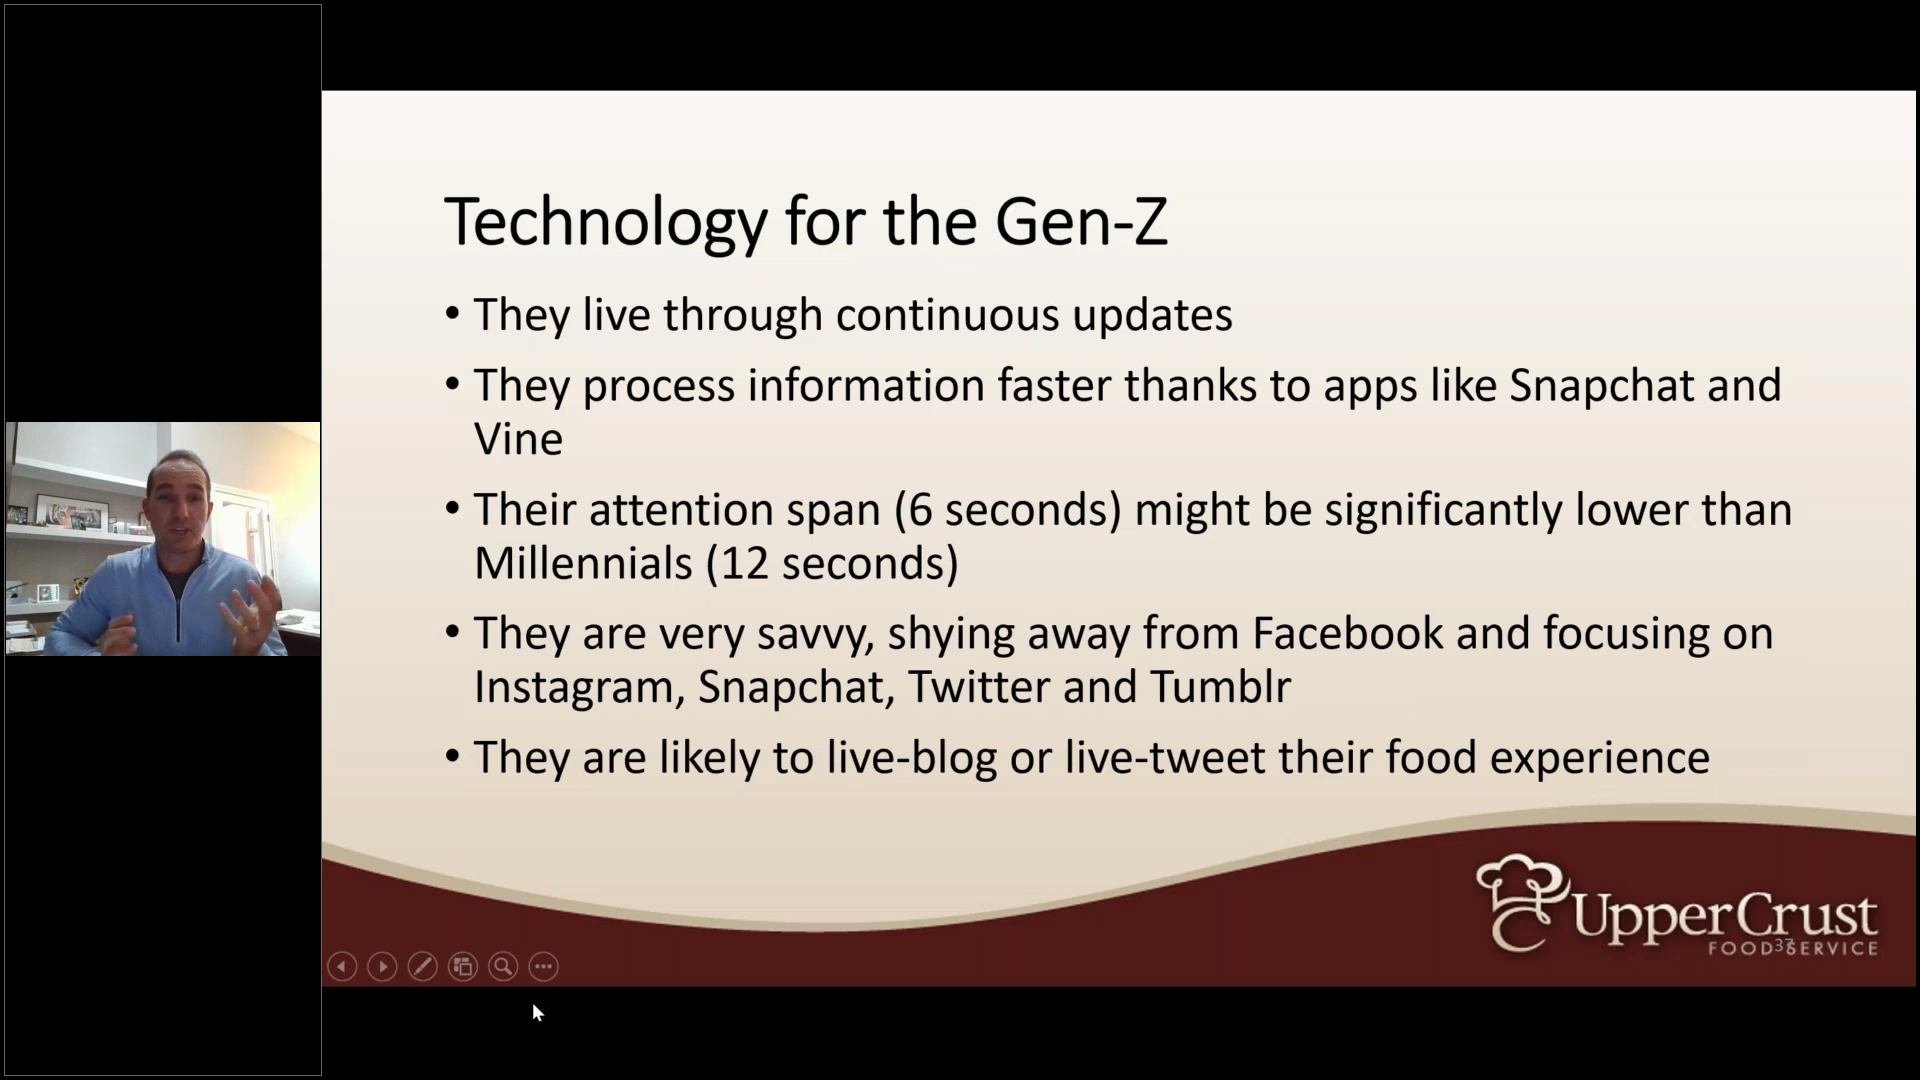 Technology for the Gen-Z
• They live through continuous updates
• They process information faster thanks to apps like Snapchat and
Vine
• Their attention span (6 seconds) might be significantly lower than
Millennials (12 seconds)
• They are very savvy, shying away from Facebook and focusing on
Instagram, Snapchat, Twitter and Tumblr
• They are likely to live-blog or live-tweet their food experience
UpperCrust
FOOD SERVICE
37